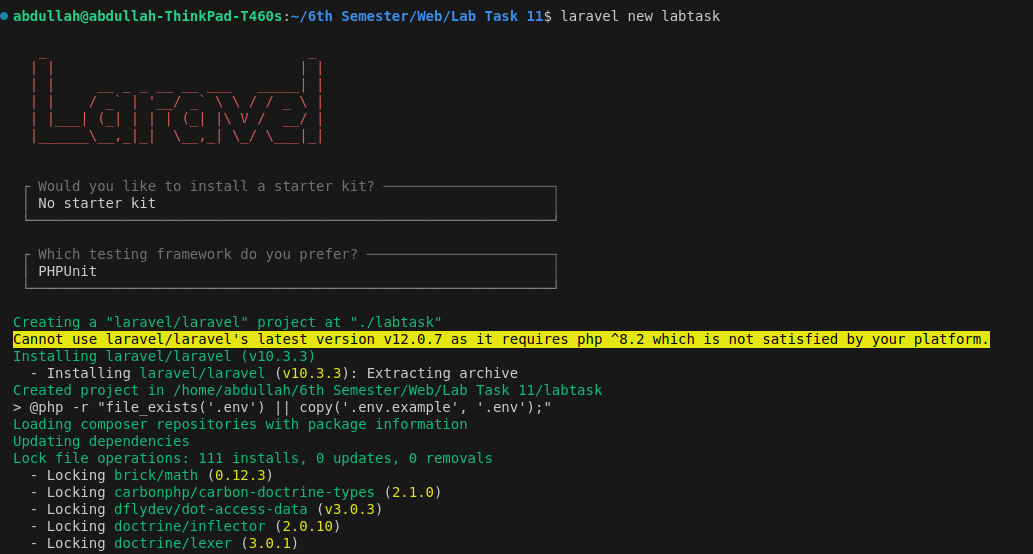 abdullah@abdullah-ThinkPad-T460s:~/6th Semester/Web/Lab Task 11$ laravel new labtask
Laravel
Would you like to install a starter kit?
No starter kit
Which testing framework do you prefer?
PHPUnit
Creating a "laravel/laravel" project at "./labtask"
Cannot use laravel/laravel's latest version v12.0.7 as it requires php ^8.2 which is not satisfied by your platform.
Installing laravel/laravel (v10.3.3)
- Installing laravel/laravel (v10.3.3): Extracting archive
Created project in /home/abdullah/6th Semester/Web/Lab Task 11/labtask
> @php -r "file_exists('.env') || copy('.env.example', '.env');"
Loading composer repositories with package information
Updating dependencies
Lock file operations: 111 installs, 0 updates, 0 removals
- Locking brick/math (0.12.3)
- Locking carbonphp/carbon-doctrine-types (2.1.0)
- Locking dflydev/dot-access-data (v3.0.3)
- Locking doctrine/inflector (2.0.10)
- Locking doctrine/lexer (3.0.1)